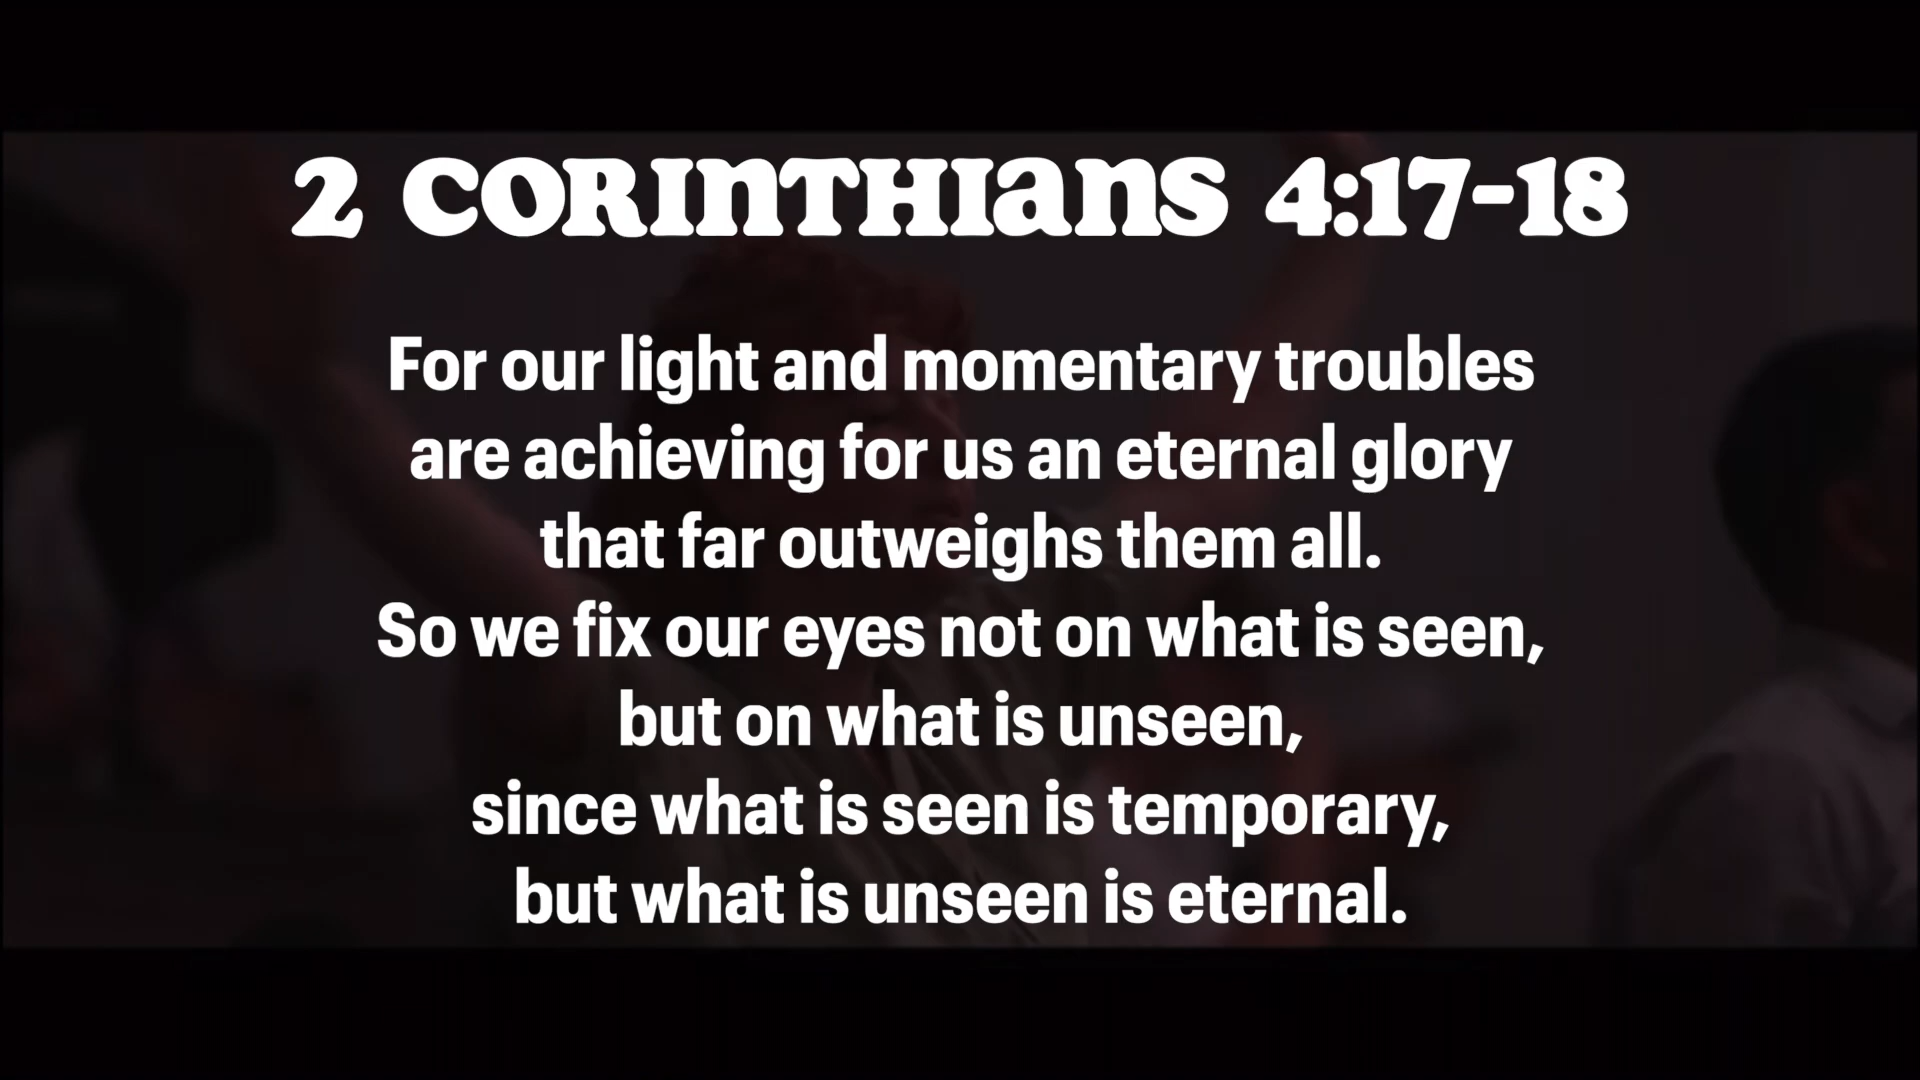 2 CORINTHIANS 4:17-18
For our light and momentary troubles
are achieving for us an eternal glory
that far outweighs them all.
So we fix our eyes not on what is seen,
but on what is unseen,
since what is seen is temporary,
but what is unseen is eternal.